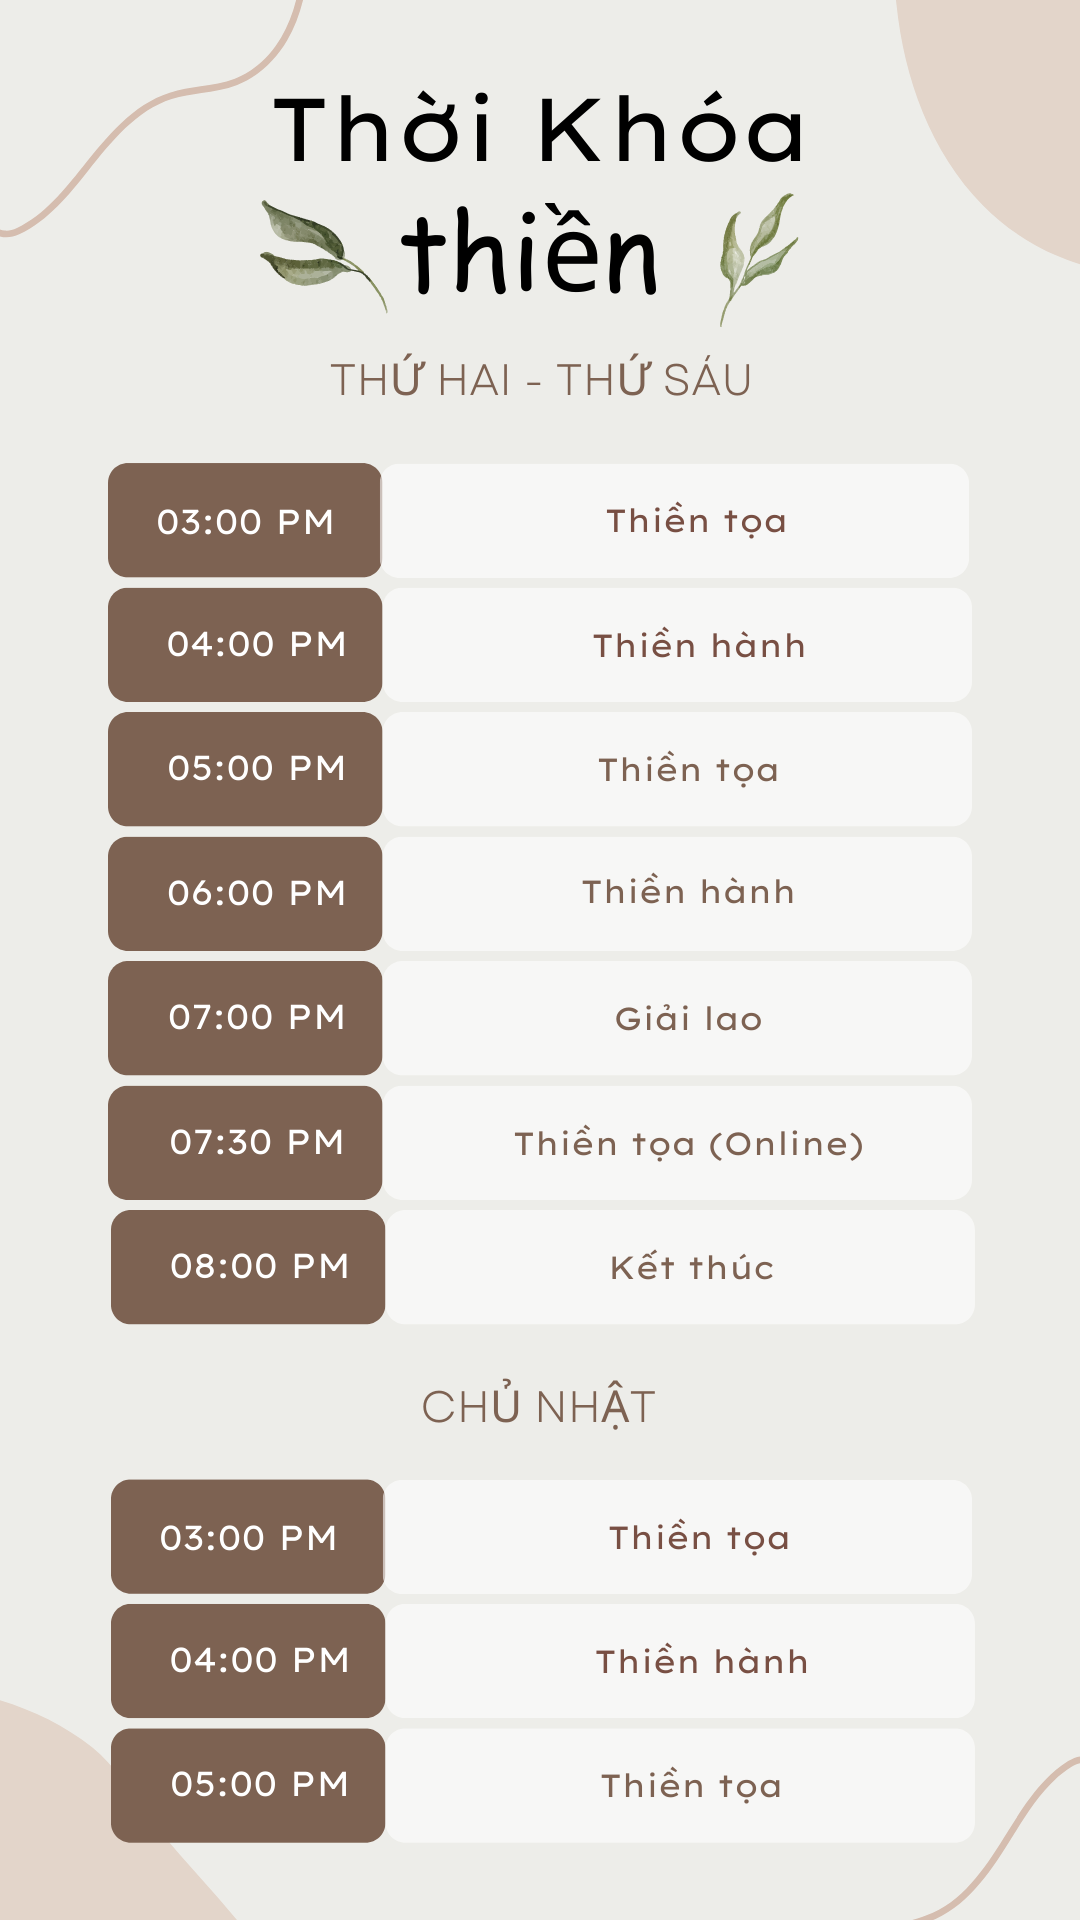 Thời Khóa
thiền
THỨ HAI - THỨ SÁU
03:00 PM Thiền tọa
04:00 PM Thiền hành
05:00 PM Thiền tọa
06:00 PM Thiền hành
07:00 PM Giải lao
07:30 PM Thiền tọa (Online)
08:00 PM Kết thúc
CHỦ NHẬT
03:00 PM Thiền tọa
04:00 PM Thiền hành
05:00 PM Thiền tọa